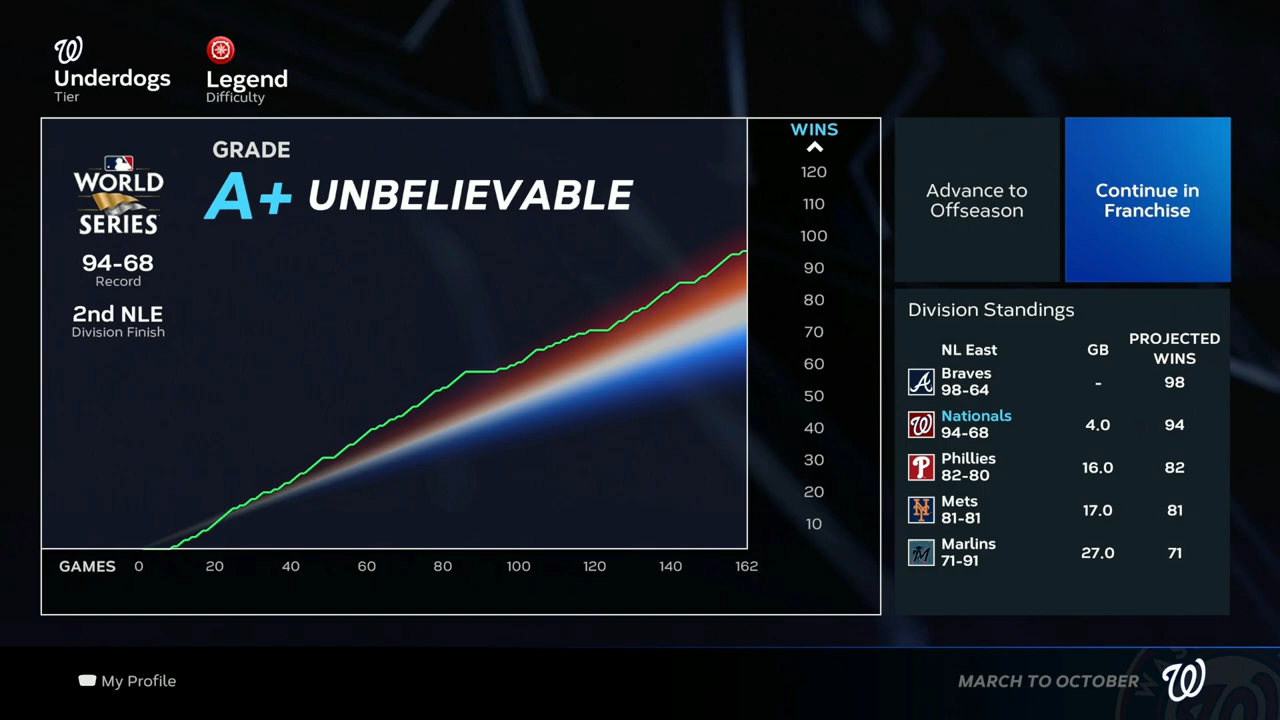 W
Underdogs
Tier
Legend
Difficulty
WORLD
SERIES
94-68
Record
2nd NLE
Division Finish
GRADE
A+ UNBELIEVABLE
WINS
120
110
100
90
80
70
60
50
40
30
20
10
GAMES 0 20 40 60 80 100 120 140 162
Advance to
Offseason
Continue in
Franchise
Division Standings
NL East GB PROJECTED
WINS
A Braves
98-64 - 98
W Nationals
94-68 4.0 94
P Phillies
82-80 16.0 82
NY Mets
81-81 17.0 81
M Marlins
71-91 27.0 71
My Profile
MARCH TO OCTOBER W